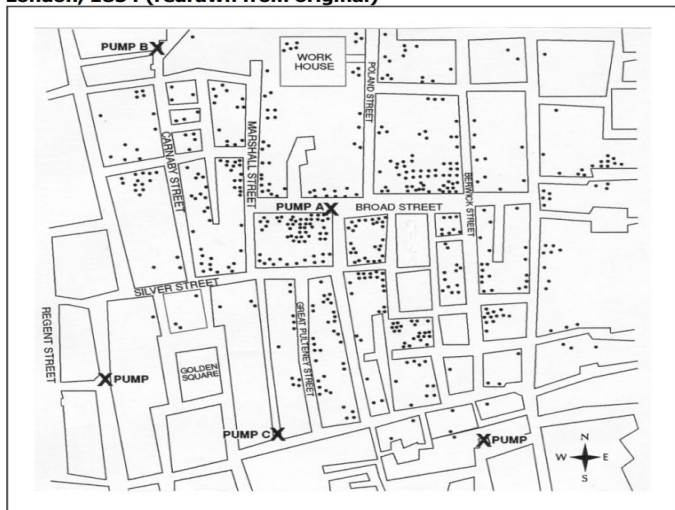 London, 1854 (redrawn from original)
PUMP B
WORK
HOUSE
POLAND STREET
CARNABY STREET
MARSHALL STREET
BERWICK STREET
PUMP A
BROAD STREET
SILVER STREET
REGENT STREET
GREAT PULTENEY STREET
GOLDEN
SQUARE
PUMP
PUMP C
PUMP
N
W E
S